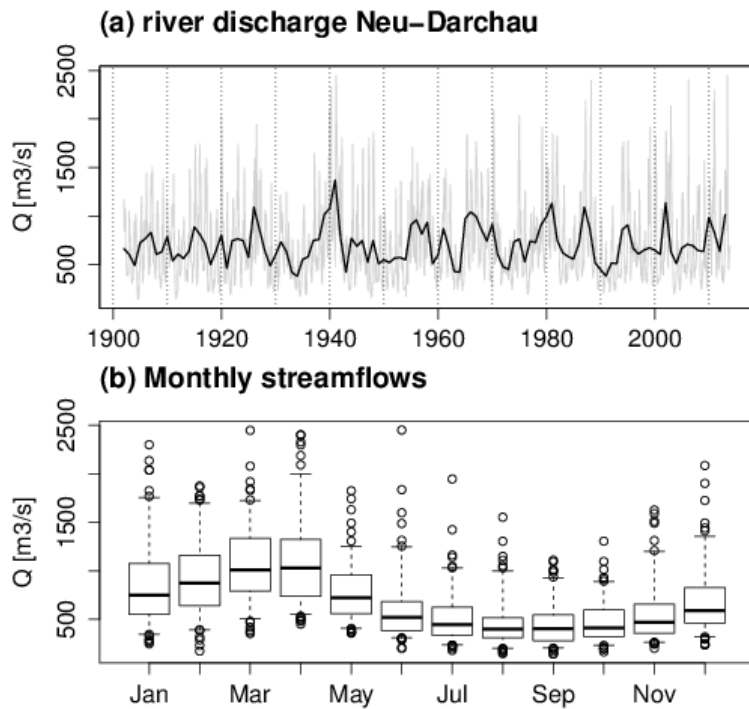 (a) river discharge Neu−Darchau
Q [m3/s]
2500
1500
500
1900 1920 1940 1960 1980 2000
(b) Monthly streamflows
Q [m3/s]
2500
1500
500
Jan Mar May Jul Sep Nov